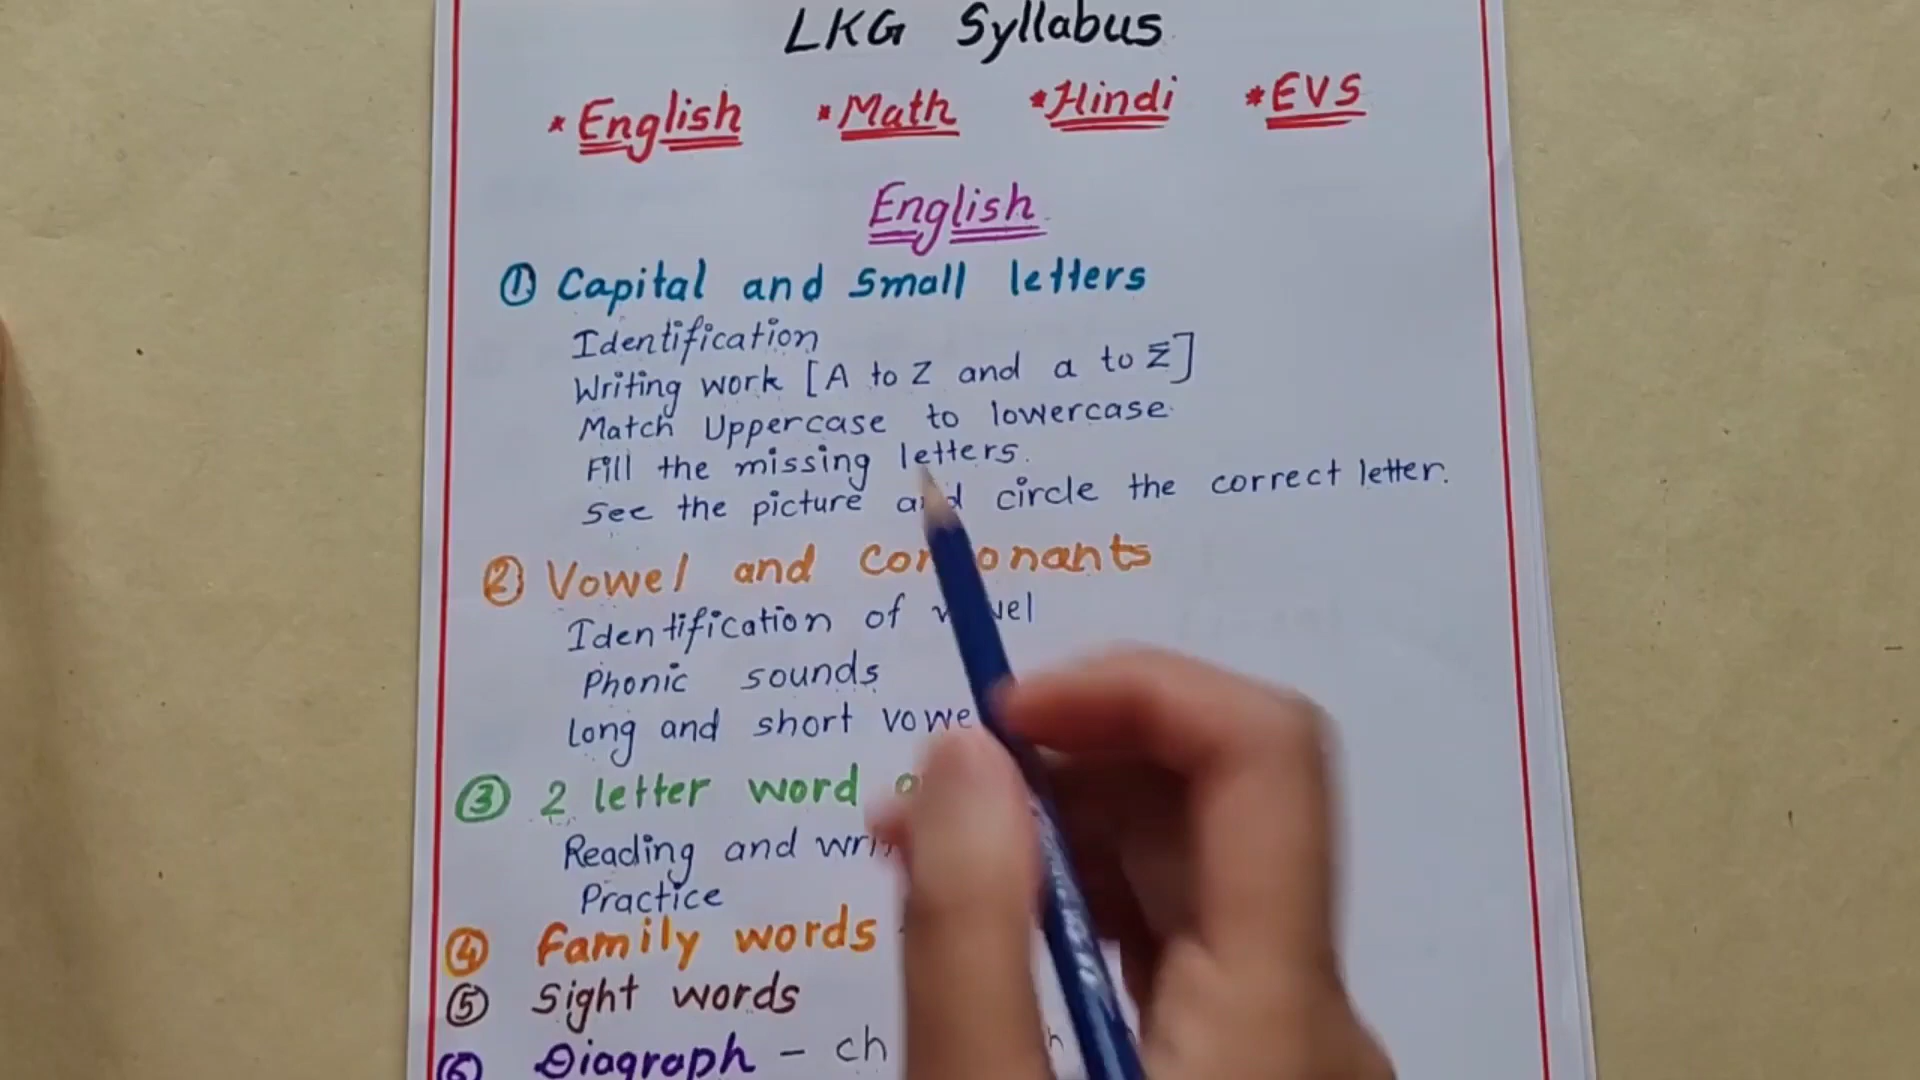 LKG Syllabus
* English * Math * Hindi * EVS
English
① Capital and small letters
Identification
Writing work [A to Z and a to z]
Match Uppercase to lowercase.
Fill the missing letters.
See the picture and circle the correct letter.
② Vowel and
Identification of
Phonic sounds
Long and short
③ 2 letter word
Reading and
Practice
④ Family words
⑤ Sight words
⑥ Diagraph - ch